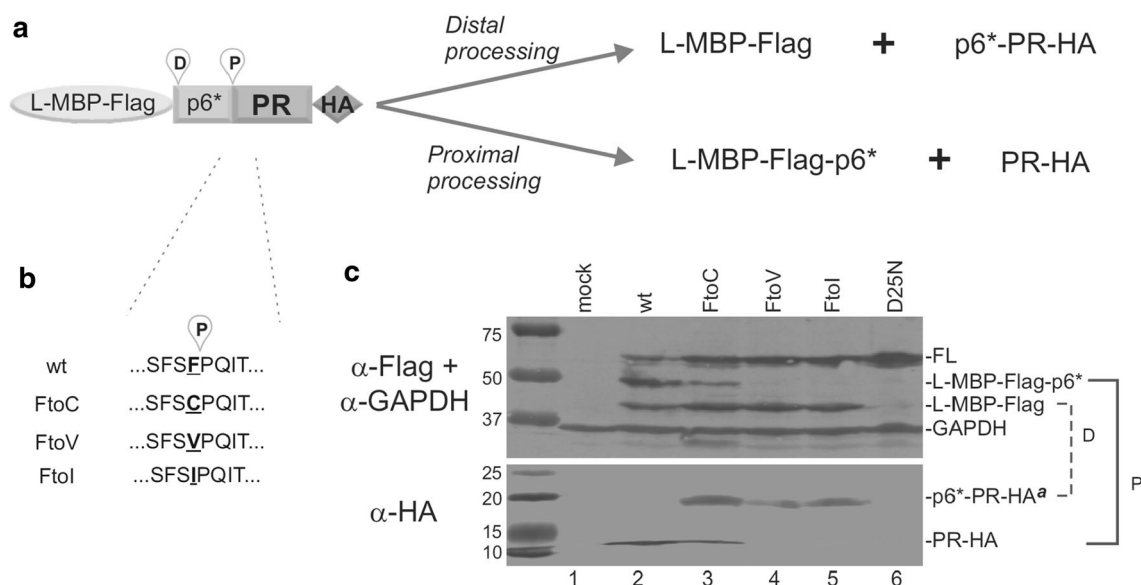 a
Distal
processing
L-MBP-Flag + p6*-PR-HA
D P
L-MBP-Flag p6* PR HA
Proximal
processing
L-MBP-Flag-p6* + PR-HA
b
P
wt ...SFSFPQIT...
FtoC ...SFSCPQIT...
FtoV ...SFSVPQIT...
FtoI ...SFSIPQIT...
c
mock wt FtoC FtoV FtoI D25N
α-Flag +
α-GAPDH
75
50
37
-FL
-L-MBP-Flag-p6*
-L-MBP-Flag
-GAPDH
D
P
α-HA
25
20
15
10
-p6*-PR-HAa
-PR-HA
1 2 3 4 5 6